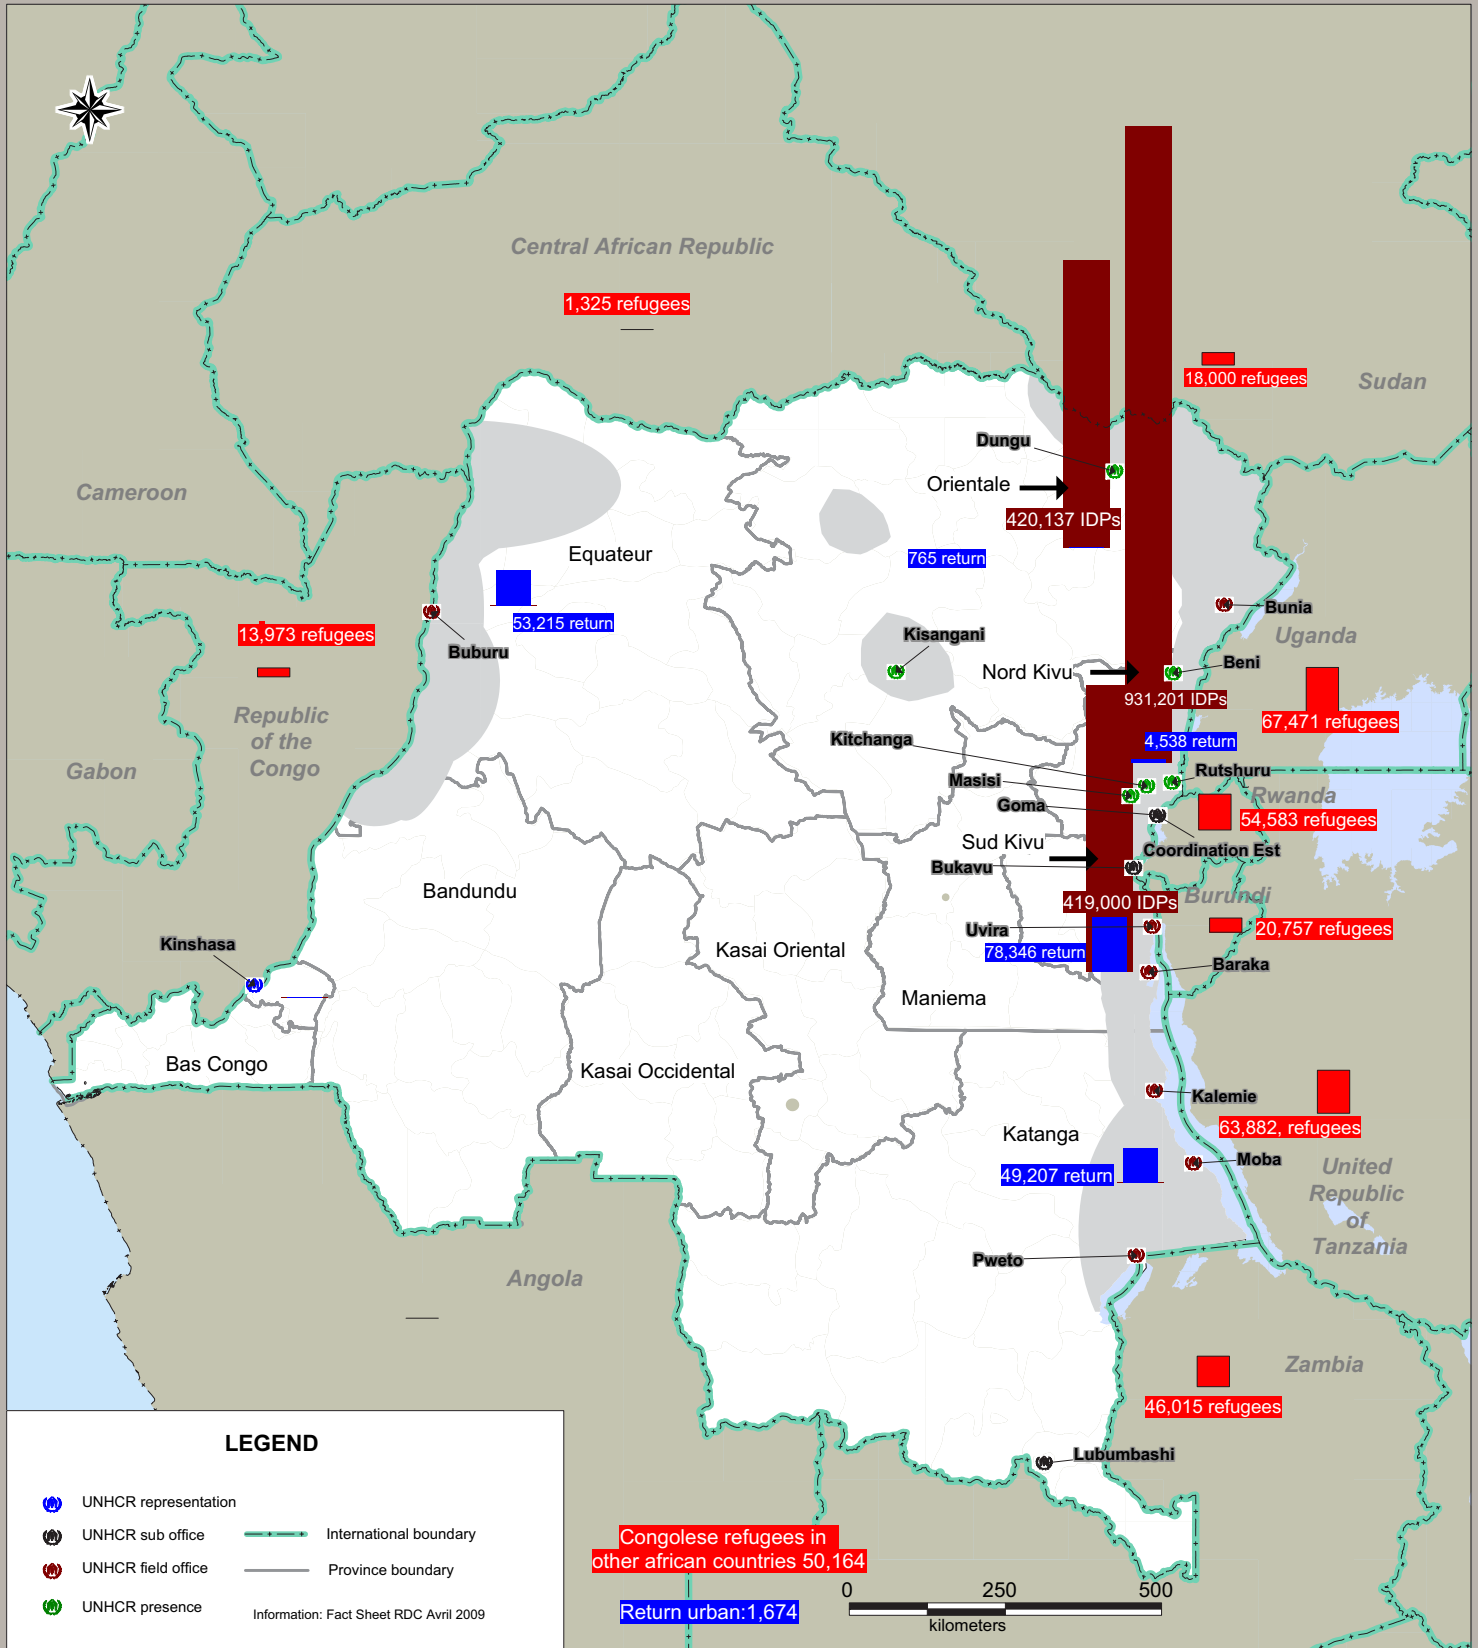 Central African Republic
1,325 refugees
18,000 refugees
Sudan
Dungu
Cameroon
Orientale
420,137 IDPs
Equateur
765 return
53,215 return
Bunia
13,973 refugees
Uganda
Kisangani
Buburu
Beni
Nord Kivu
931,201 IDPs
67,471 refugees
Republic
of the
Congo
Kitchanga
4,538 return
Gabon
Rutshuru
Masisi
Rwanda
Goma
54,583 refugees
Sud Kivu
Coordination Est
Bukavu
Bandundu
Burundi
419,000 IDPs
Uvira
20,757 refugees
Kinshasa
Kasai Oriental
78,346 return
Baraka
Maniema
Bas Congo
Kasai Occidental
Kalemie
Katanga
63,882, refugees
49,207 return
Moba
United
Republic
of
Tanzania
Pweto
Angola
Zambia
46,015 refugees
Lubumbashi
LEGEND
UNHCR representation
UNHCR sub office
International boundary
UNHCR field office
Province boundary
UNHCR presence
Information: Fact Sheet RDC Avril 2009
Congolese refugees in
other african countries 50,164
Return urban:1,674
0 250 500
kilometers